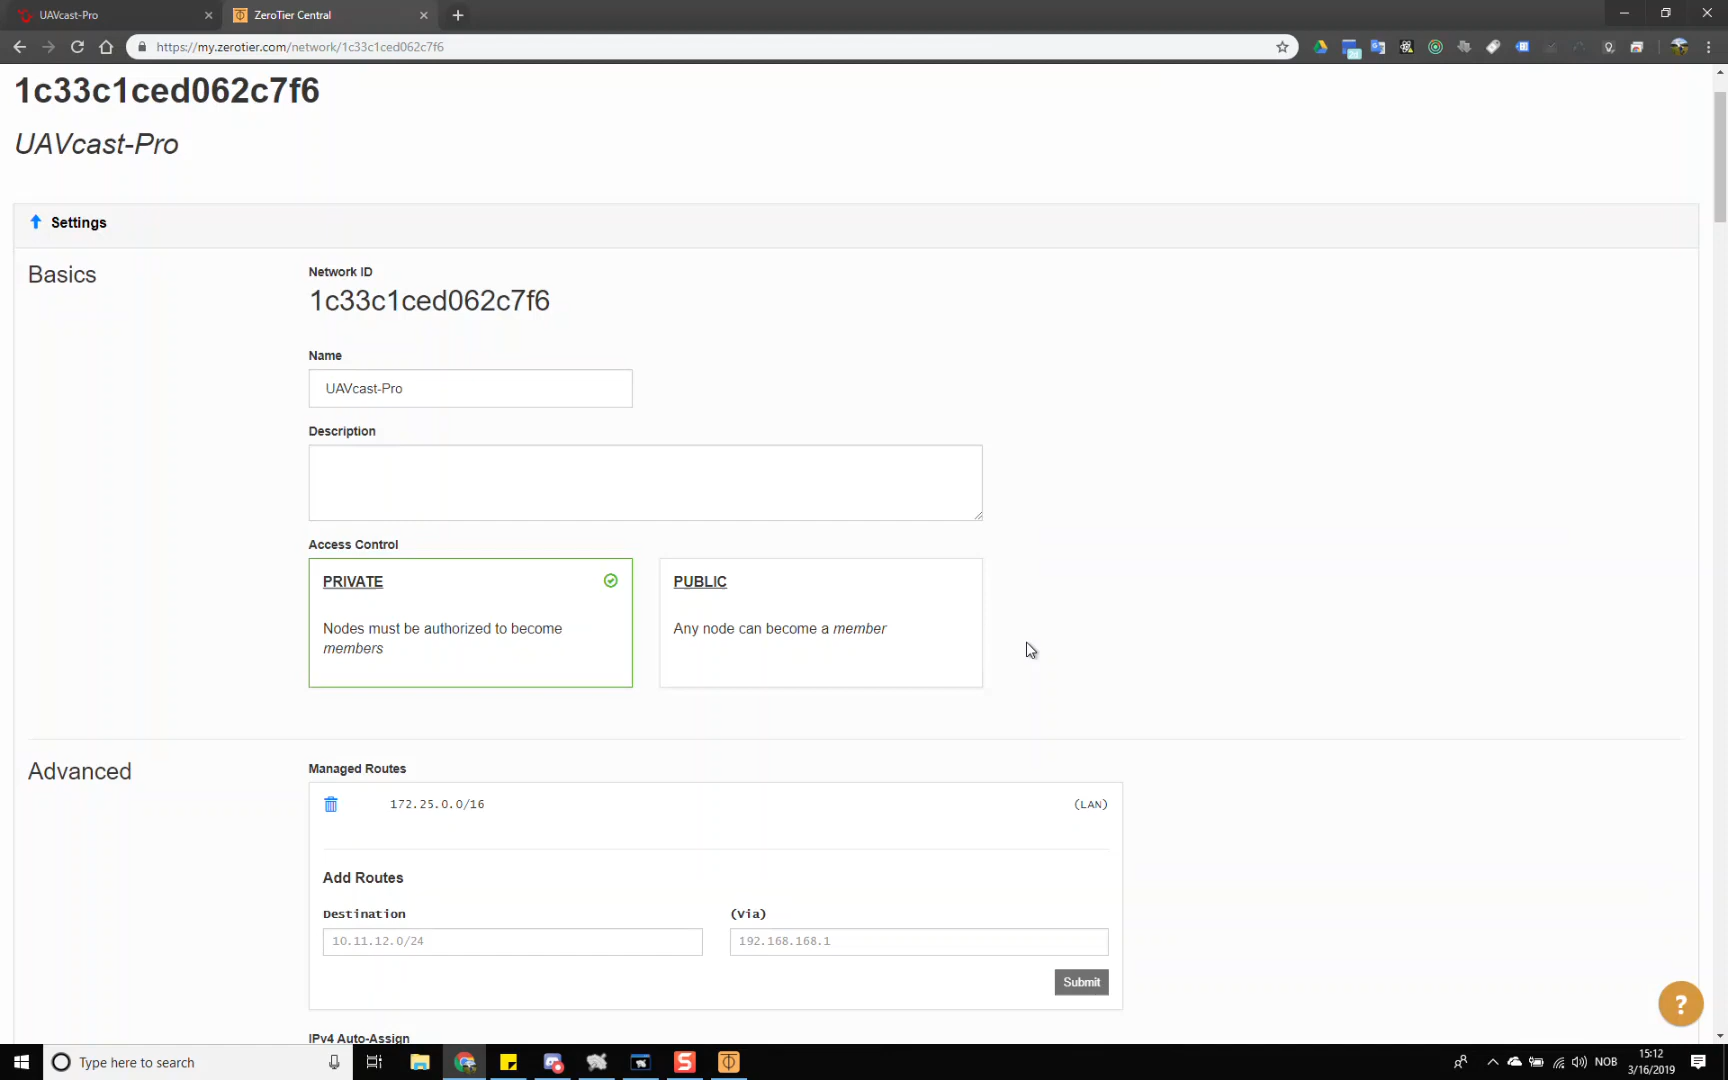 UAVcast-Pro
ZeroTier Central
https://my.zerotier.com/network/1c33c1ced062c7f6
1c33c1ced062c7f6
UAVcast-Pro
Settings
Basics
Network ID
1c33c1ced062c7f6
Name
UAVcast-Pro
Description
Access Control
PRIVATE
Nodes must be authorized to become
members
PUBLIC
Any node can become a member
Advanced
Managed Routes
172.25.0.0/16
(LAN)
Add Routes
Destination
(Via)
10.11.12.0/24
192.168.168.1
Submit
?
IPv4 Auto-Assign
Type here to search
NOB
15:12
3/16/2019